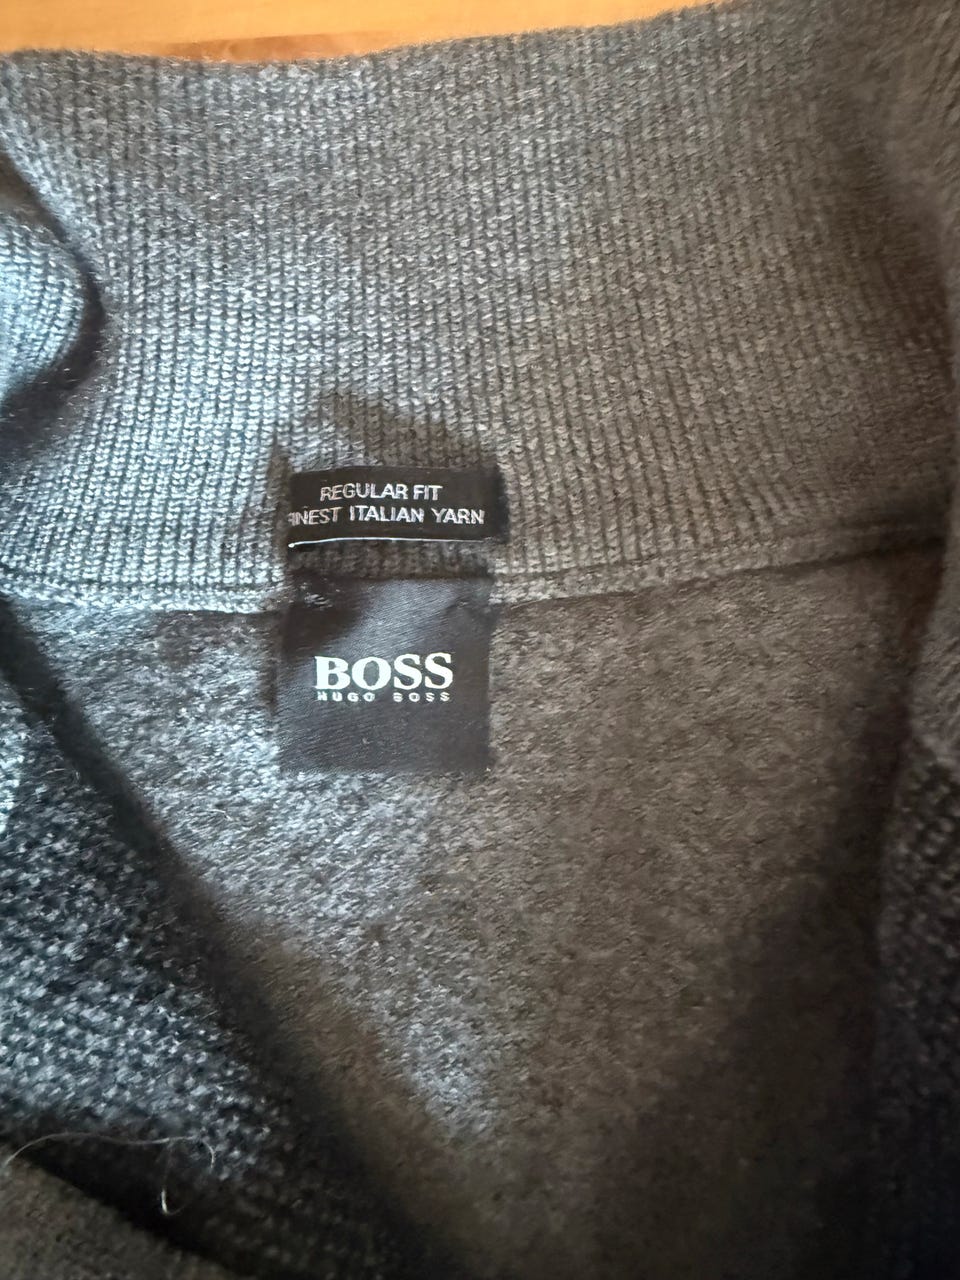 REGULAR FIT
FINEST ITALIAN YARN
BOSS
HUGO BOSS